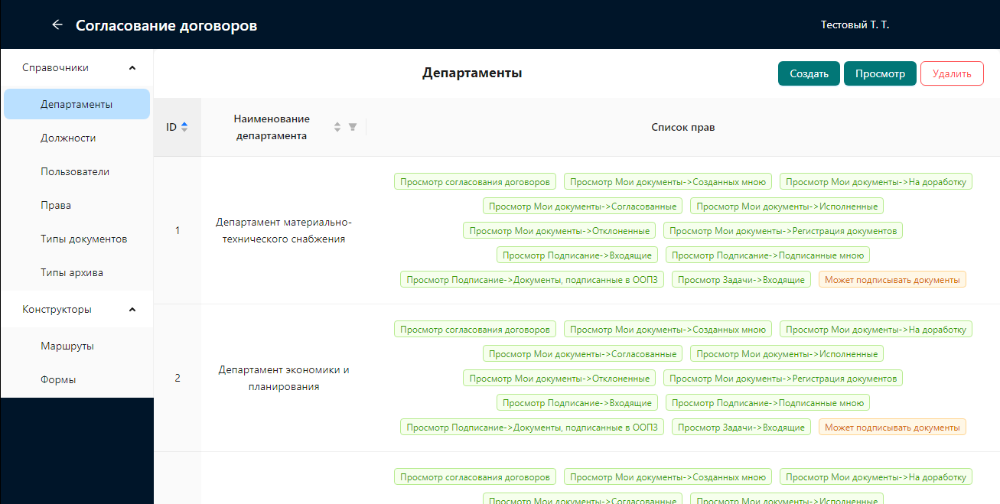 Согласование договоров
Тестовый Т. Т.
Справочники
Департаменты
Должности
Пользователи
Права
Типы документов
Типы архива
Конструкторы
Маршруты
Формы
Департаменты
Создать
Просмотр
Удалить
ID
Наименование
департамента
Список прав
1
Департамент материально-
технического снабжения
Просмотр согласования договоров Просмотр Мои документы->Созданных мною Просмотр Мои документы->На доработку
Просмотр Мои документы->Согласованные Просмотр Мои документы->Исполненные
Просмотр Мои документы->Отклоненные Просмотр Мои документы->Регистрация документов
Просмотр Подписание->Входящие Просмотр Подписание->Подписанные мною
Просмотр Подписание->Документы, подписанные в ООПЗ Просмотр Задачи->Входящие Может подписывать документы
2
Департамент экономики и
планирования
Просмотр согласования договоров Просмотр Мои документы->Созданных мною Просмотр Мои документы->На доработку
Просмотр Мои документы->Согласованные Просмотр Мои документы->Исполненные
Просмотр Мои документы->Отклоненные Просмотр Мои документы->Регистрация документов
Просмотр Подписание->Входящие Просмотр Подписание->Подписанные мною
Просмотр Подписание->Документы, подписанные в ООПЗ Просмотр Задачи->Входящие Может подписывать документы
Просмотр согласования договоров Просмотр Мои документы->Созданных мною Просмотр Мои документы->На доработку
Просмотр Мои документы->Согласованные Просмотр Мои документы->Исполненные